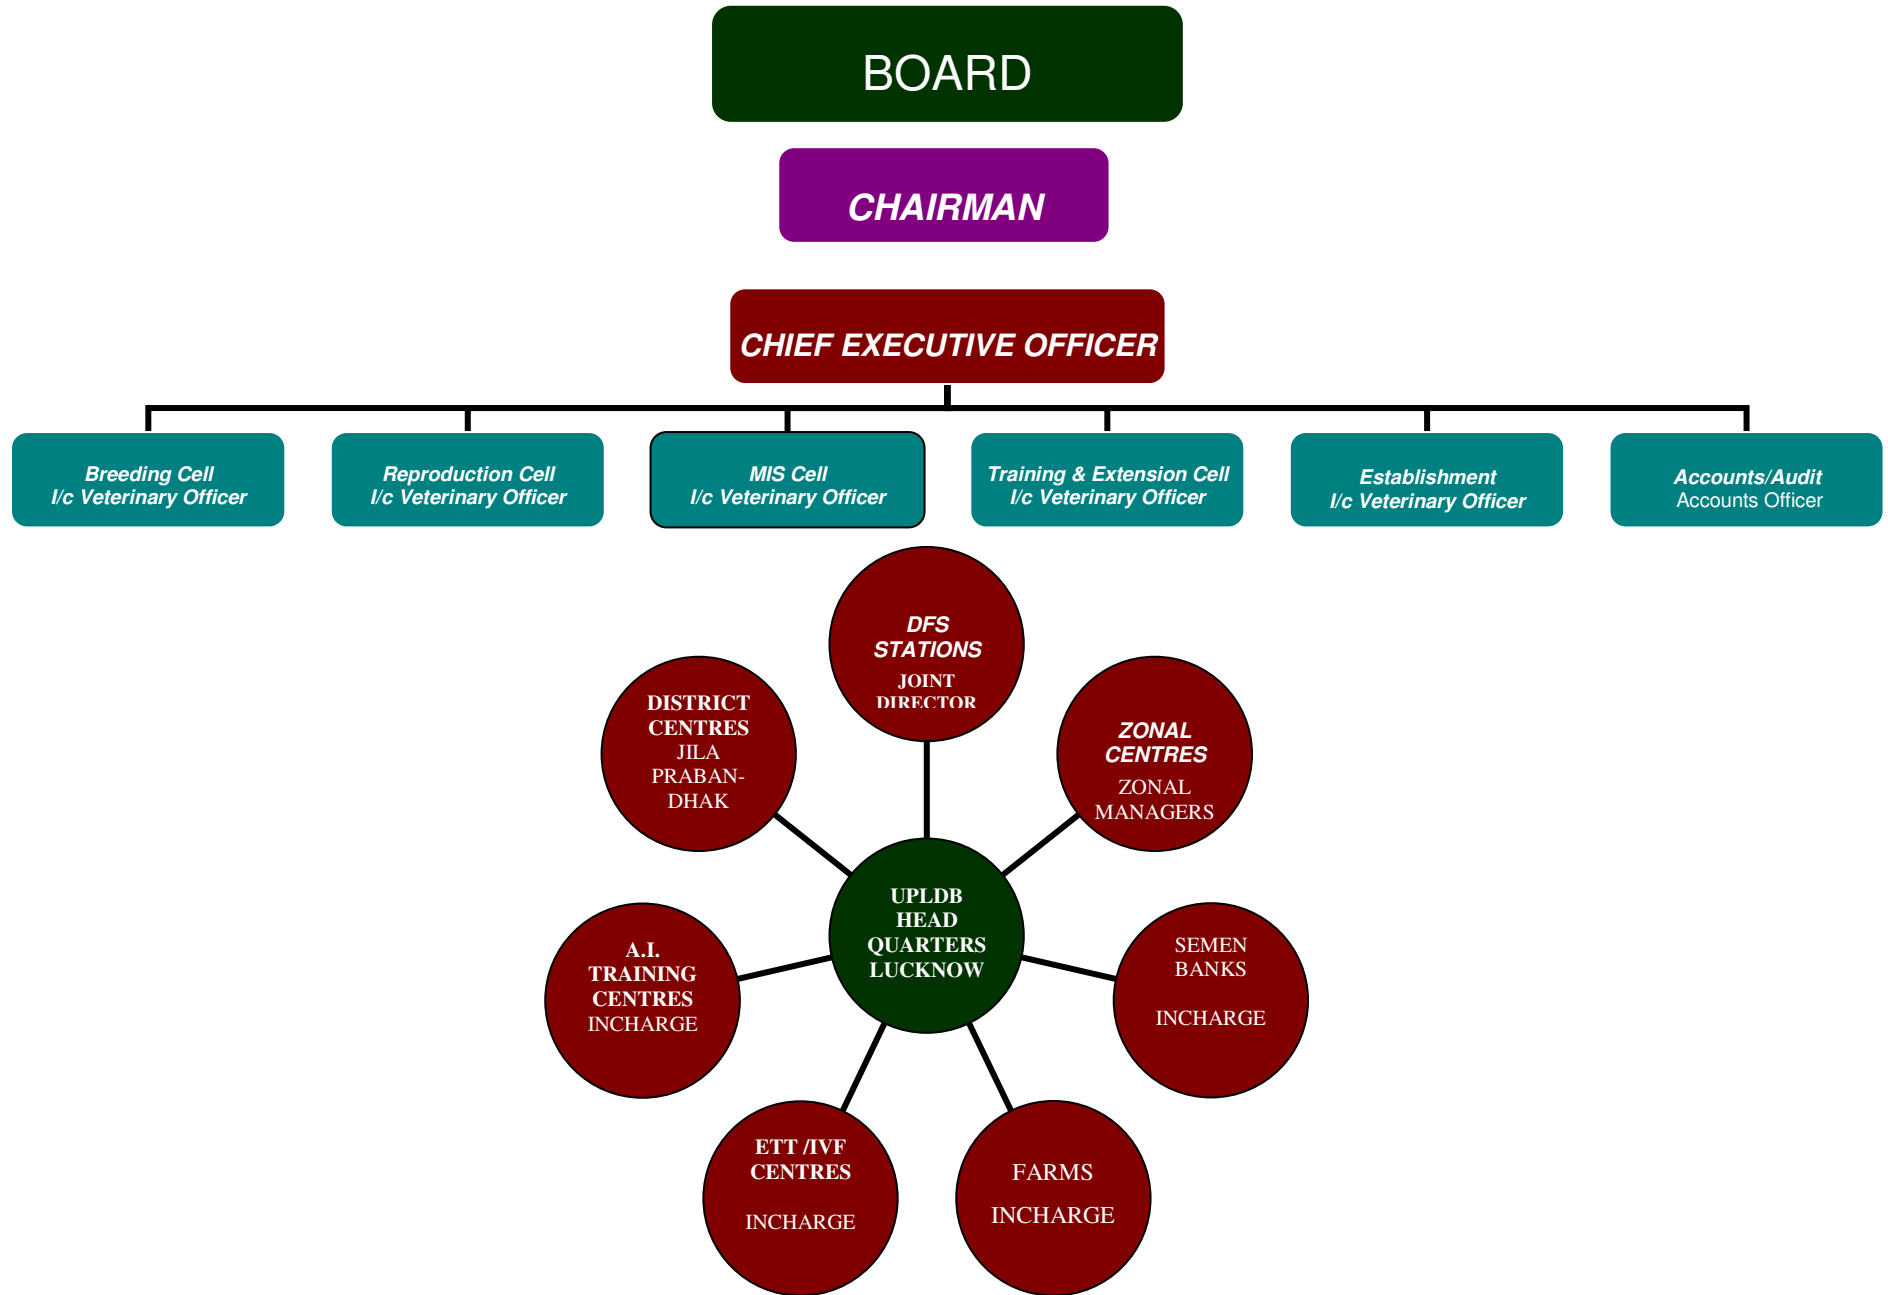 BOARD
CHAIRMAN
CHIEF EXECUTIVE OFFICER
Breeding Cell
I/c Veterinary Officer
Reproduction Cell
I/c Veterinary Officer
MIS Cell
I/c Veterinary Officer
Training & Extension Cell
I/c Veterinary Officer
Establishment
I/c Veterinary Officer
Accounts/Audit
Accounts Officer
DFS
STATIONS
JOINT
DIRECTOR
DISTRICT
CENTRES
JILA
PRABAN-
DHAK
ZONAL
CENTRES
ZONAL
MANAGERS
UPLDB
HEAD
QUARTERS
LUCKNOW
A.I.
TRAINING
CENTRES
INCHARGE
SEMEN
BANKS
INCHARGE
ETT /IVF
CENTRES
INCHARGE
FARMS
INCHARGE